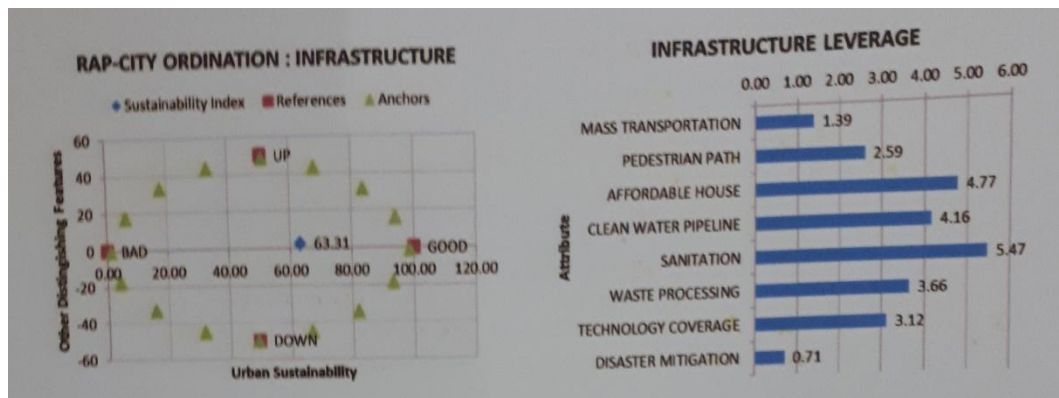 RAP-CITY ORDINATION : INFRASTRUCTURE
Sustainability Index References Anchors
Other Distingishing Features
60
40
20
0
-20
-40
-60
UP
63.31
BAD
GOOD
DOWN
0.00 20.00 40.00 60.00 80.00 100.00 120.00
Urban Sustainability
INFRASTRUCTURE LEVERAGE
0.00 1.00 2.00 3.00 4.00 5.00 6.00
Attribute
MASS TRANSPORTATION 1.39
PEDESTRIAN PATH 2.59
AFFORDABLE HOUSE 4.77
CLEAN WATER PIPELINE 4.16
SANITATION 5.47
WASTE PROCESSING 3.66
TECHNOLOGY COVERAGE 3.12
DISASTER MITIGATION 0.71